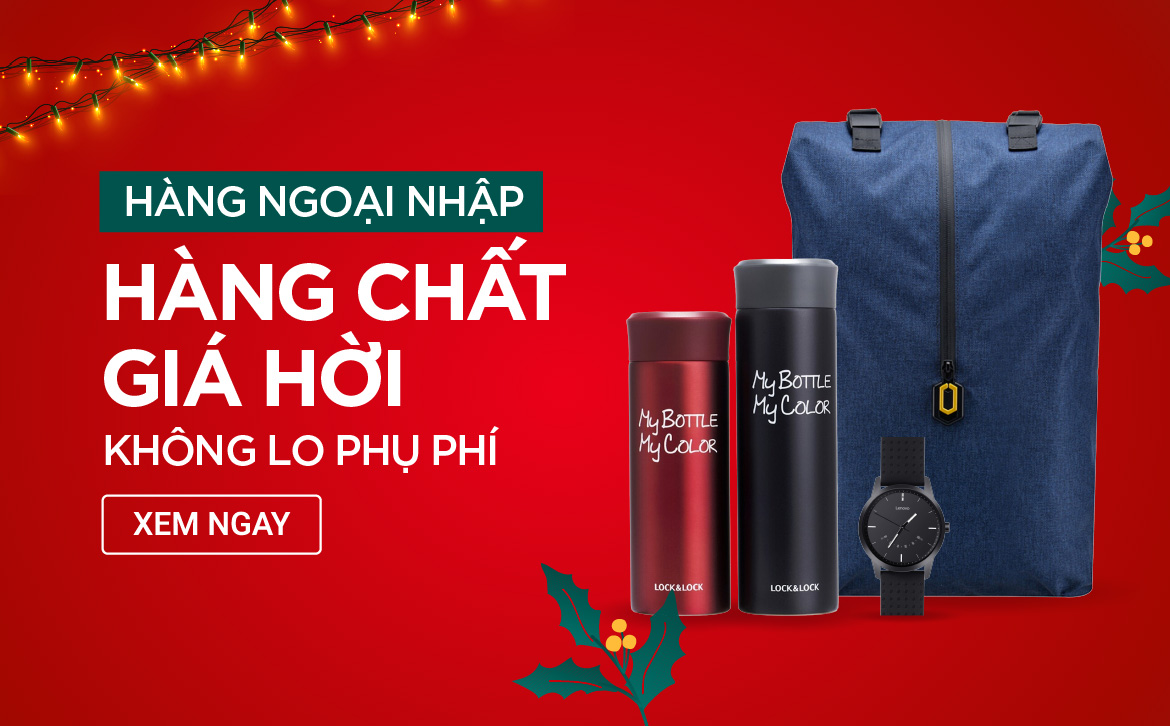 HÀNG NGOẠI NHẬP
HÀNG CHẤT
GIÁ HỜI
KHÔNG LO PHỤ PHÍ
XEM NGAY
My BOTTLE
My COLOR
LOCK&LOCK
My BOTTLE
My COLOR
LOCK&LOCK
Lenovo